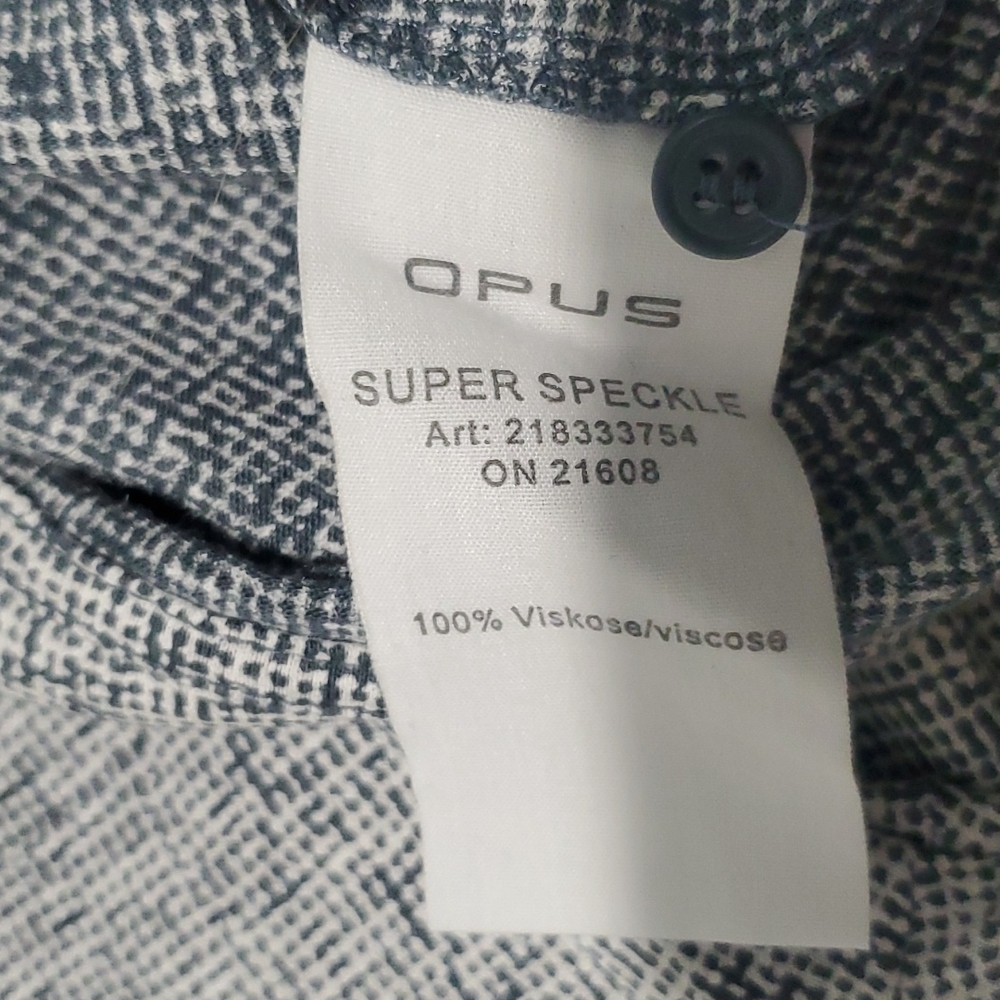 OPUS
SUPER SPECKLE
Art: 218333754
ON 21608
100% Viskose/viscose